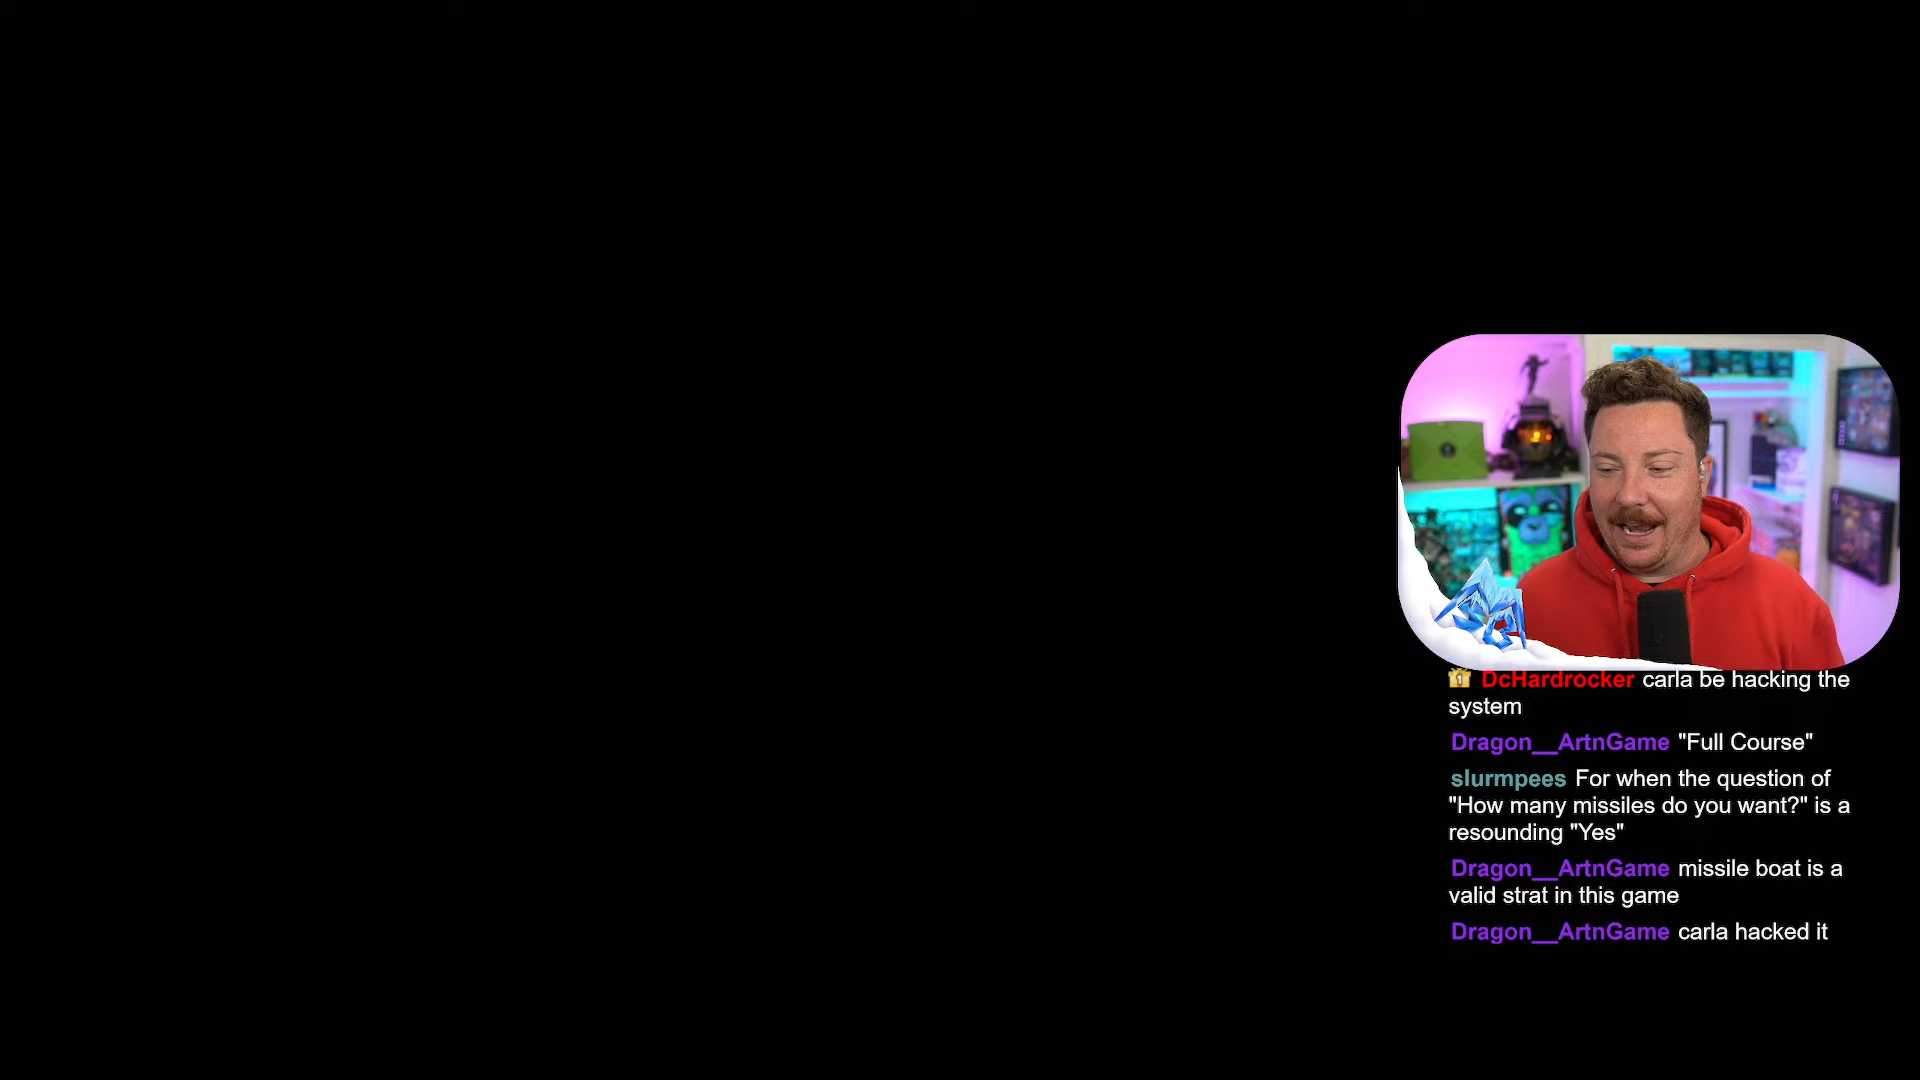 DcHardrocker carla be hacking the
system
Dragon__ArtnGame "Full Course"
slurmpees For when the question of
"How many missiles do you want?" is a
resounding "Yes"
Dragon__ArtnGame missile boat is a
valid strat in this game
Dragon__ArtnGame carla hacked it